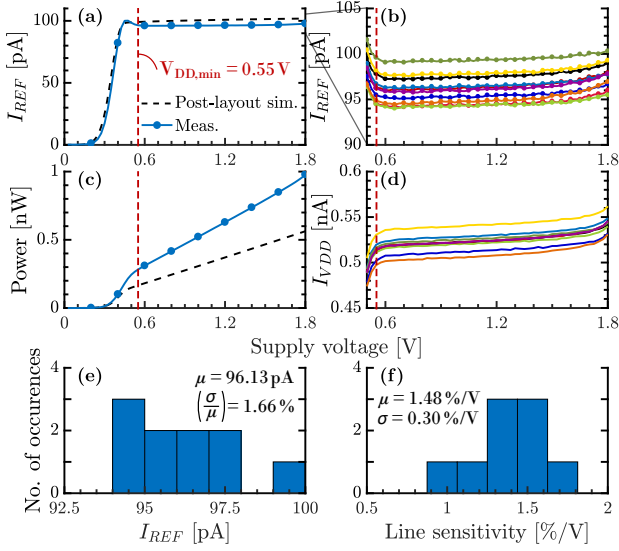 (a)
I_REF [pA]
100
50
0
0
0.6
1.2
1.8
V_DD,min = 0.55V
Post-layout sim.
Meas.
(b)
I_REF [pA]
105
100
95
90
0.6
1.2
1.8
(c)
Power [nW]
1
0.5
0
0
0.6
1.2
1.8
(d)
I_VDD [nA]
0.6
0.55
0.5
0.45
0.6
1.2
1.8
Supply voltage [V]
(e)
μ = 96.13 pA
(σ/μ) = 1.66 %
No. of occurences
4
2
0
92.5
95
97.5
100
I_REF [pA]
(f)
μ = 1.48 %/V
σ = 0.30 %/V
4
2
0
0.5
1
1.5
2
Line sensitivity [%/V]